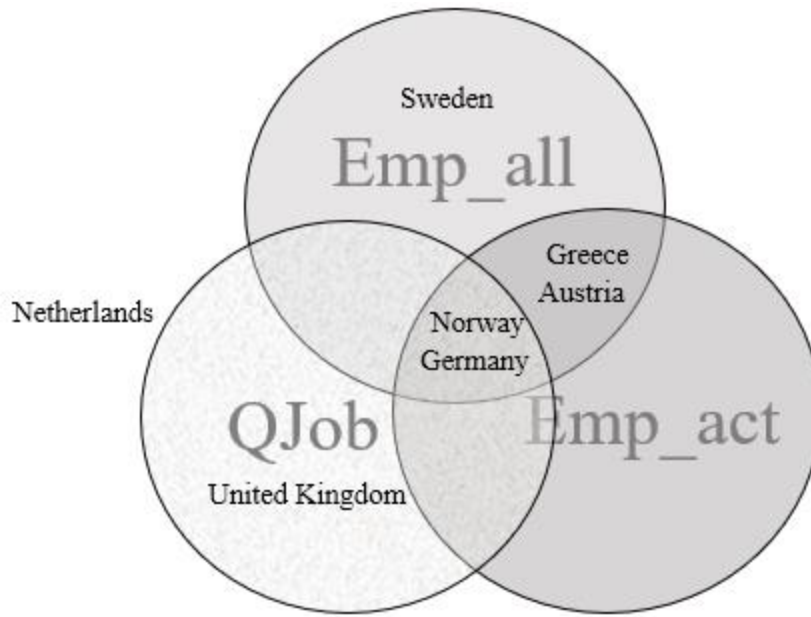 Sweden
Emp_all
Greece
Austria
Netherlands
Norway
Germany
QJob
Emp_act
United Kingdom